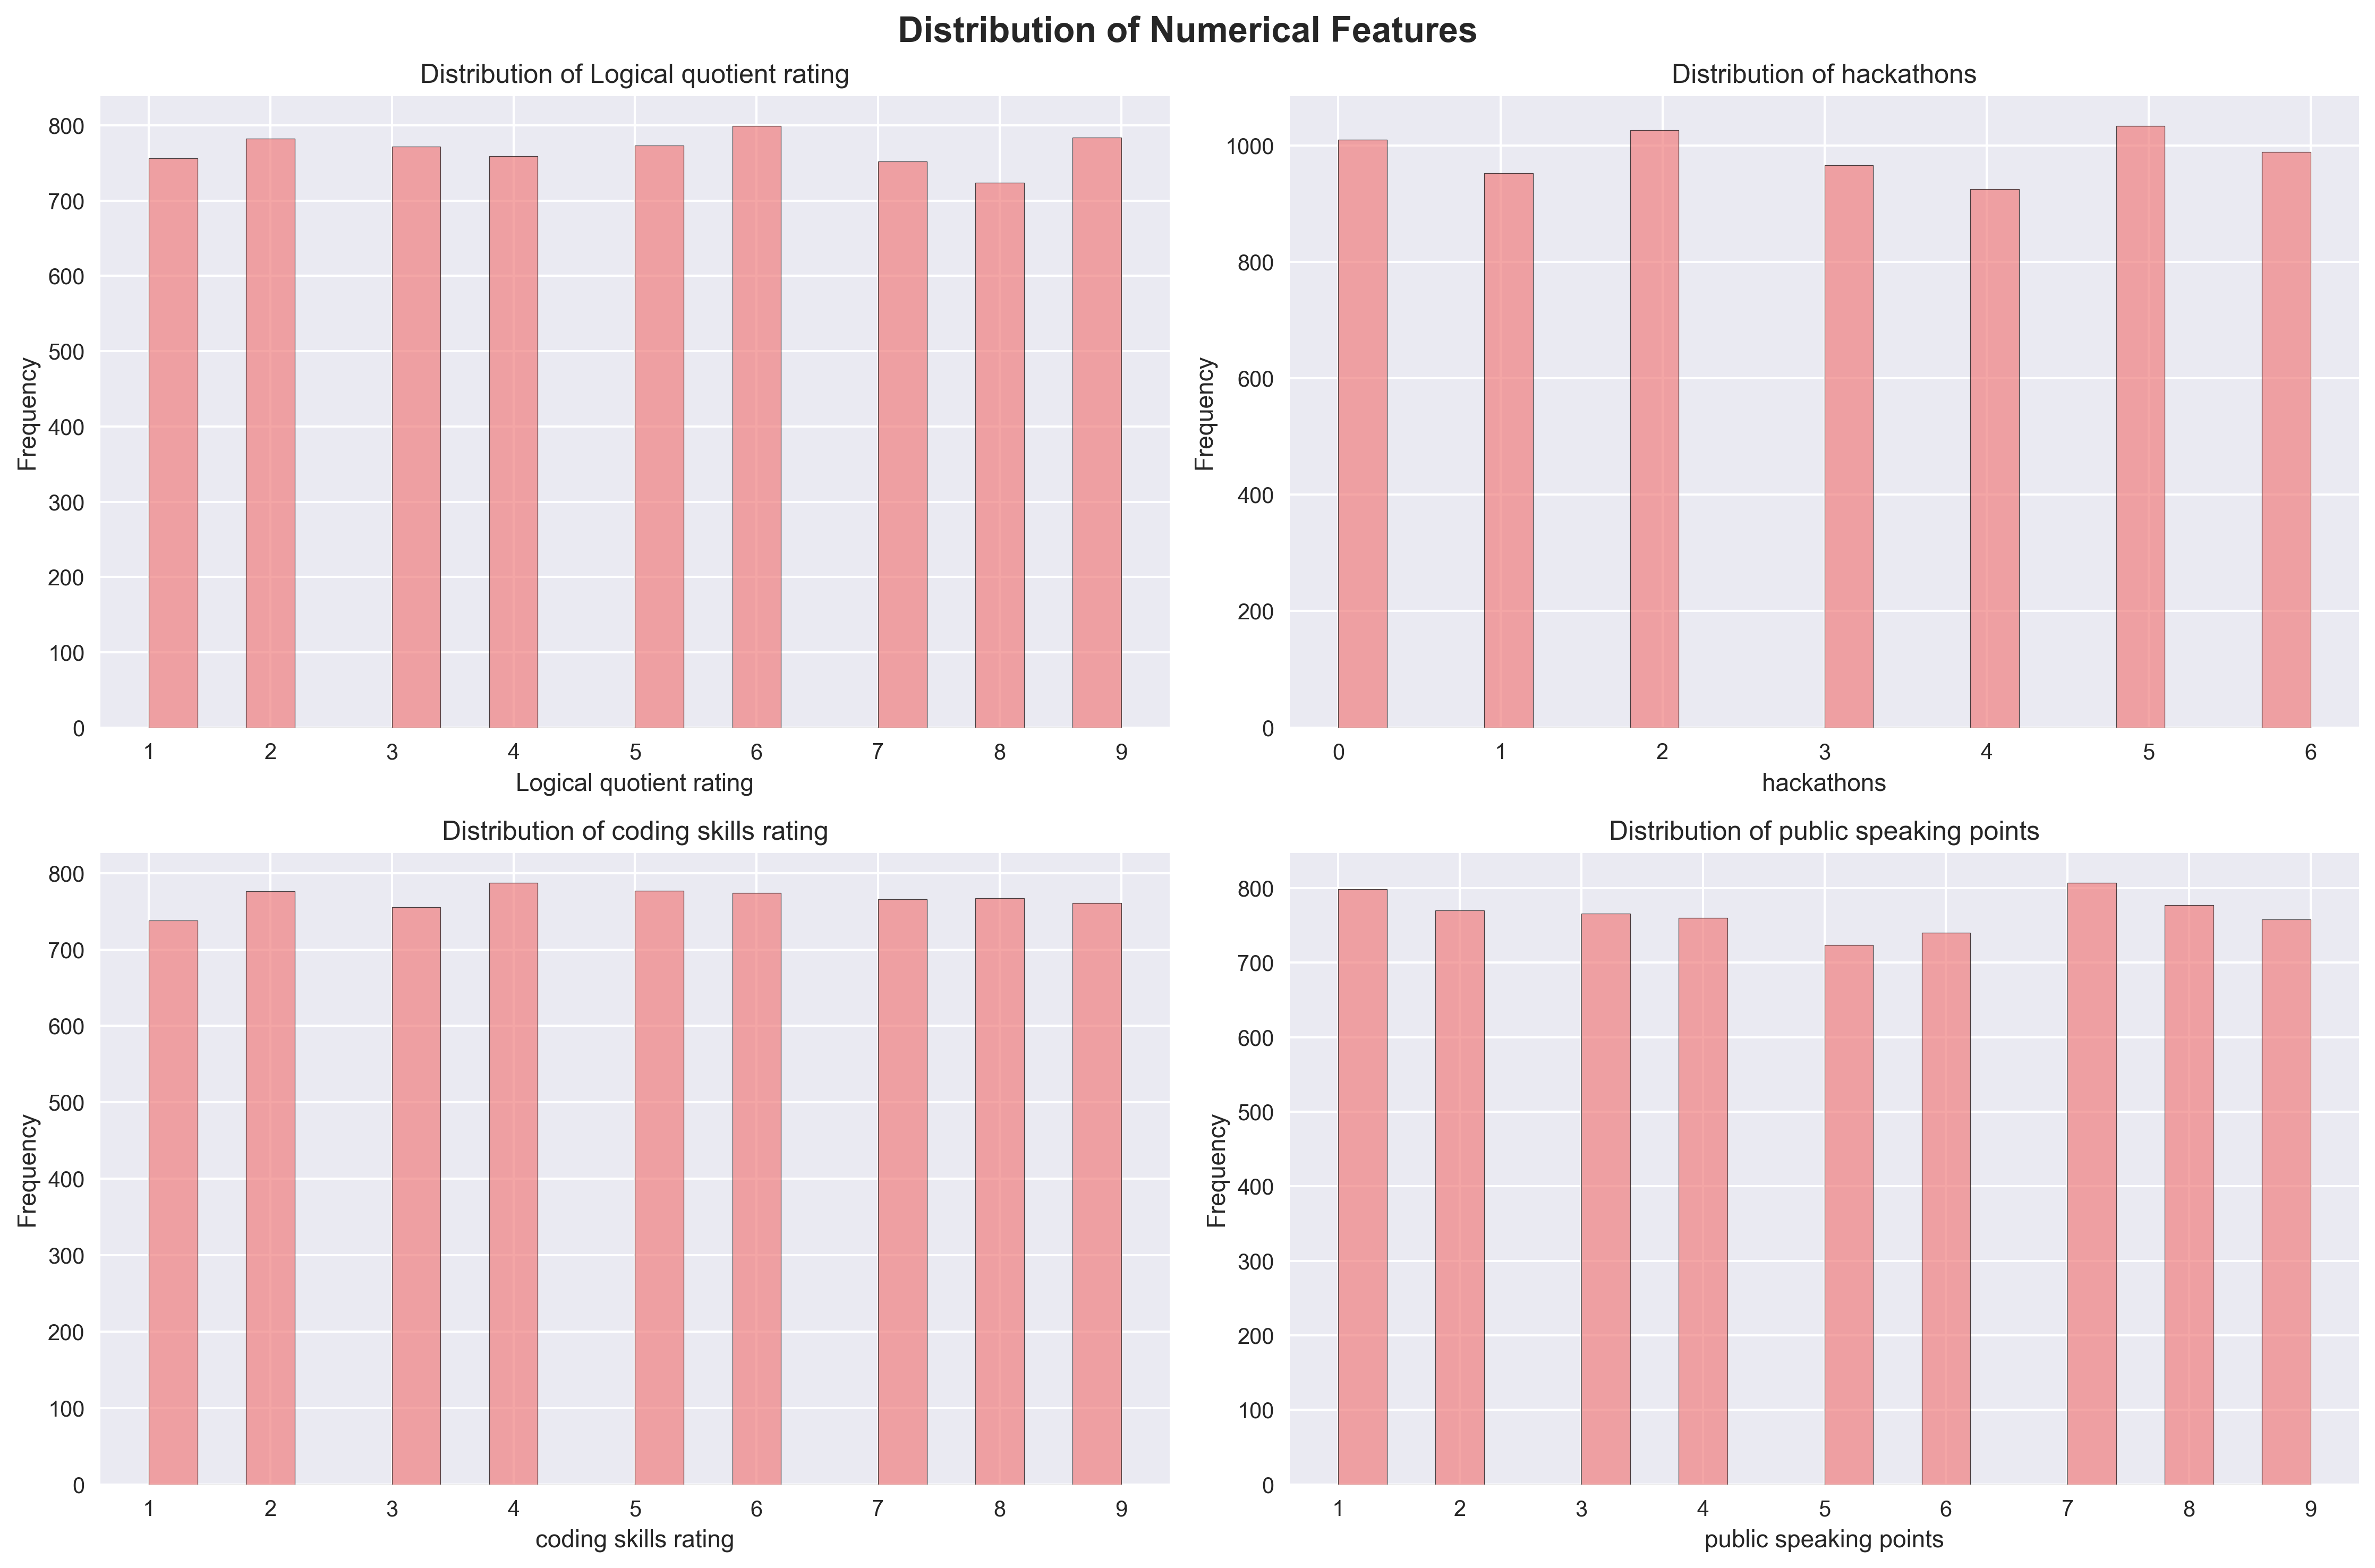 Distribution of Numerical Features
Distribution of Logical quotient rating
Frequency
800
700
600
500
400
300
200
100
0
1 2 3 4 5 6 7 8 9
Logical quotient rating
Distribution of hackathons
Frequency
1000
800
600
400
200
0
0 1 2 3 4 5 6
hackathons
Distribution of coding skills rating
Frequency
800
700
600
500
400
300
200
100
0
1 2 3 4 5 6 7 8 9
coding skills rating
Distribution of public speaking points
Frequency
800
700
600
500
400
300
200
100
0
1 2 3 4 5 6 7 8 9
public speaking points